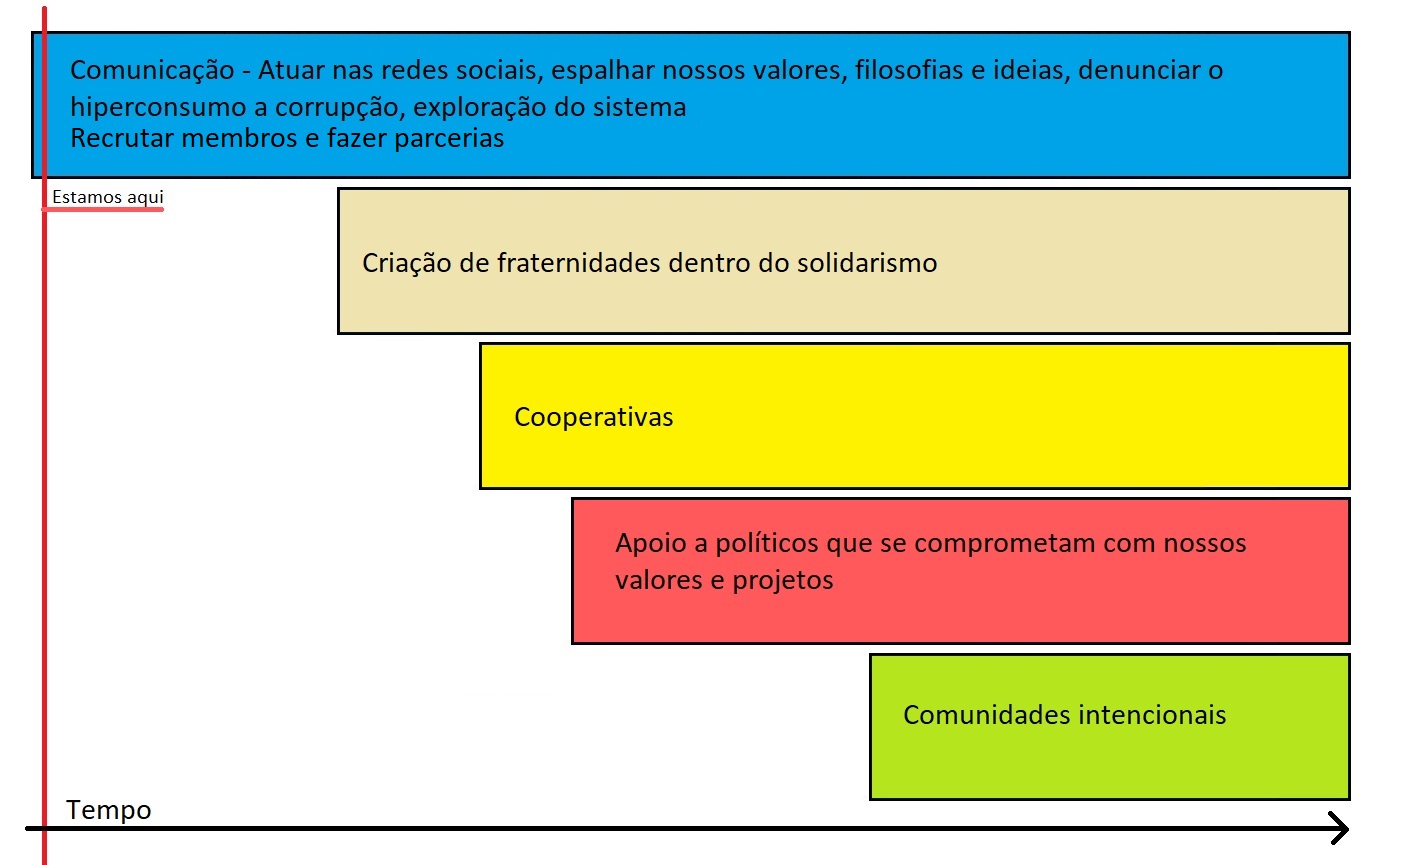 Comunicação - Atuar nas redes sociais, espalhar nossos valores, filosofias e ideias, denunciar o
hiperconsumo a corrupção, exploração do sistema
Recrutar membros e fazer parcerias
Estamos aqui
Criação de fraternidades dentro do solidarismo
Cooperativas
Apoio a políticos que se comprometam com nossos
valores e projetos
Comunidades intencionais
Tempo